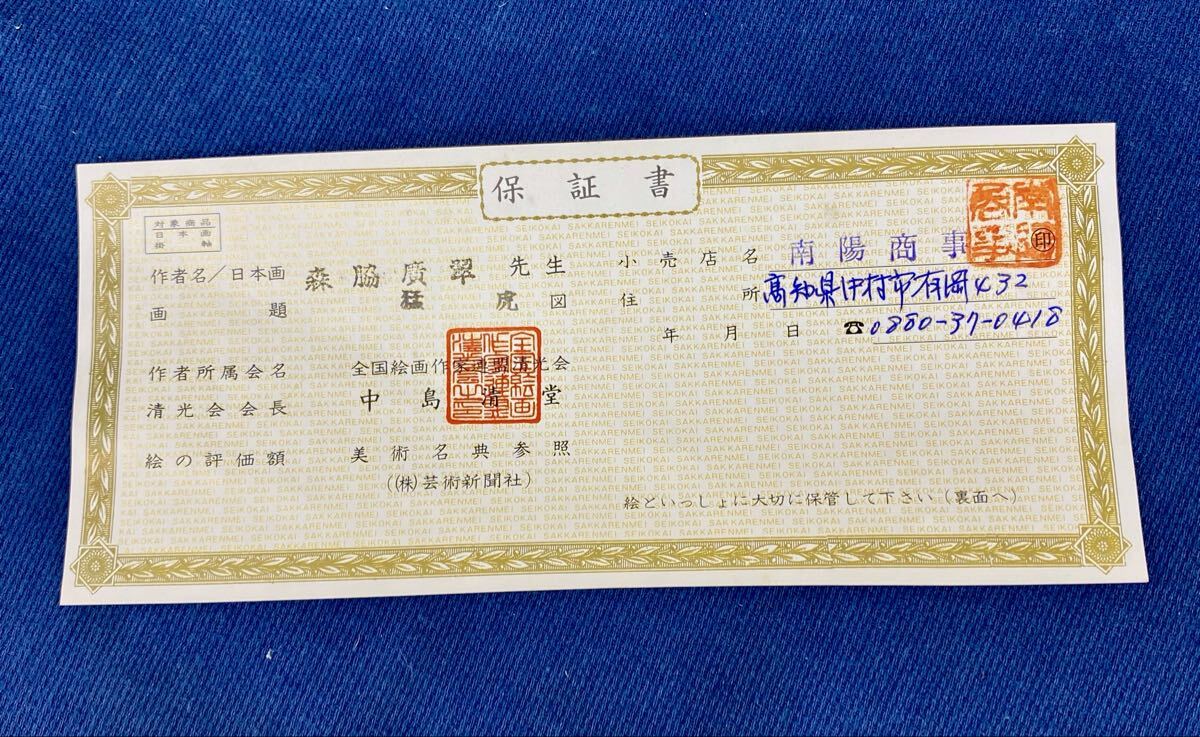 保証書
対象商品
日本画
掛軸
作者名/日本画 森脇廣翠 先生
画題 猛虎図
作者所属会名 全国絵画作家連盟清光会
清光会会長 中島清堂
絵の評価額 美術名典参照
((株)芸術新聞社)
小売店名 南陽商事
印
住所 高知県中村市有岡432
年 月 日 ☎0880-37-0418
絵といっしょに大切に保管して下さい(裏面へ)
SEIKOKAI SAKKARENMEI